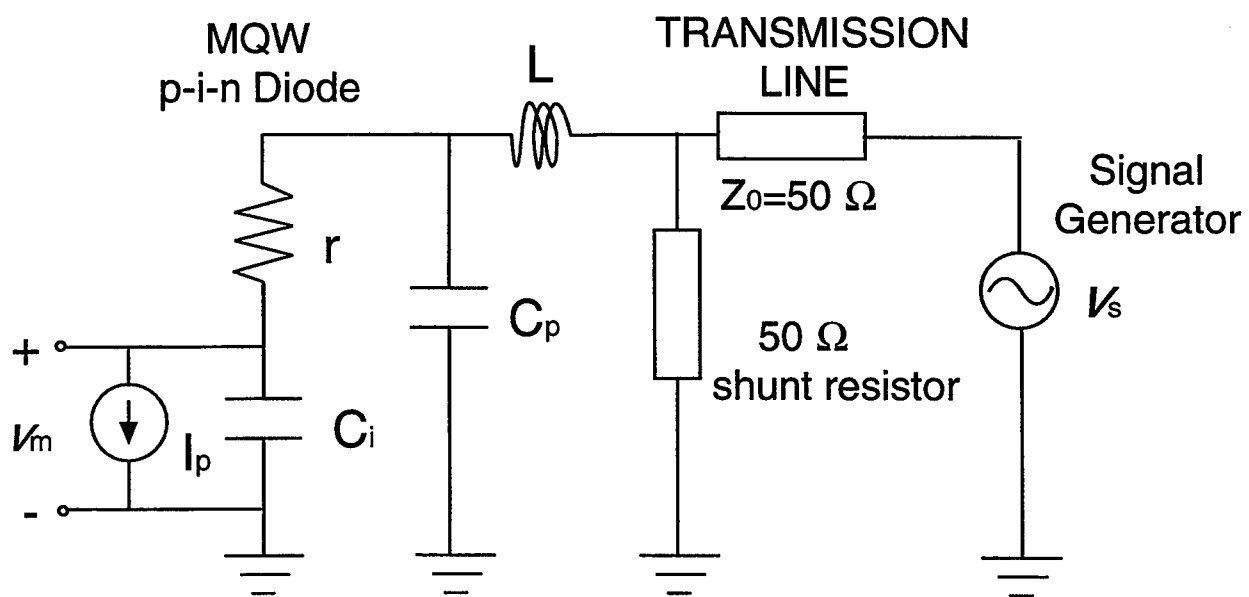 MQW
p-i-n Diode
L
TRANSMISSION
LINE
Z0=50 Ω
Signal
Generator
r
Cp
50 Ω
shunt resistor
Vs
+
Vm
Ip
Ci
-